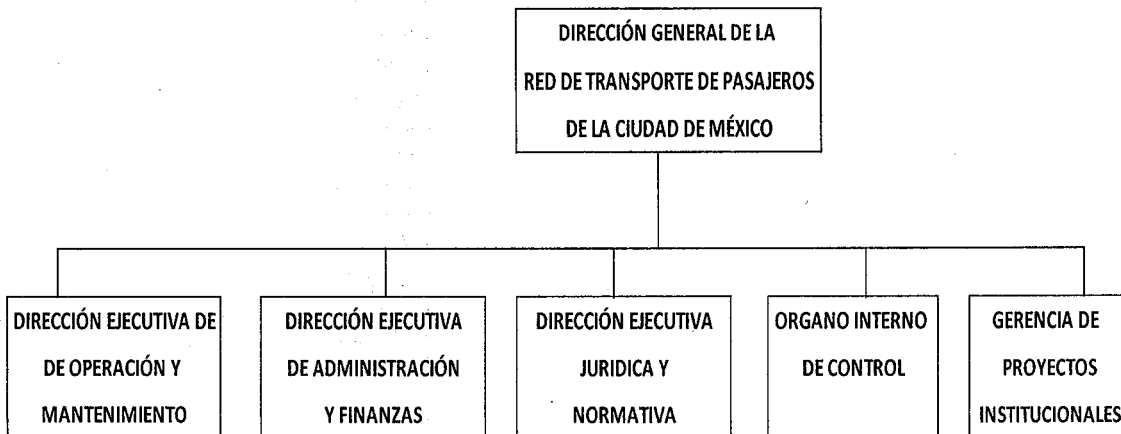 DIRECCIÓN GENERAL DE LA
RED DE TRANSPORTE DE PASAJEROS
DE LA CIUDAD DE MÉXICO
DIRECCIÓN EJECUTIVA DE
DE OPERACIÓN Y
MANTENIMIENTO
DIRECCIÓN EJECUTIVA
DE ADMINISTRACIÓN
Y FINANZAS
DIRECCIÓN EJECUTIVA
JURIDICA Y
NORMATIVA
ORGANO INTERNO
DE CONTROL
GERENCIA DE
PROYECTOS
INSTITUCIONALES